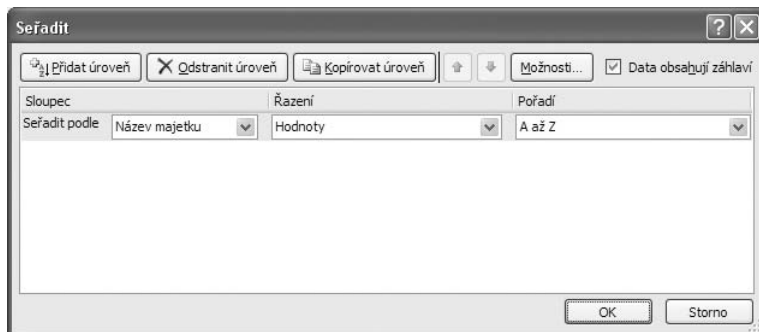 Seřadit
Přidat úroveň Odstranit úroveň Kopírovat úroveň Možnosti... Data obsahují záhlaví
Sloupec Řazení Pořadí
Seřadit podle Název majetku Hodnoty A až Z
OK Storno